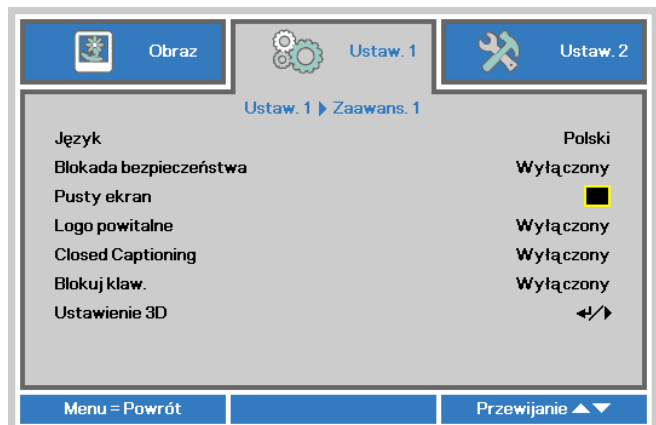 Obraz
Ustaw. 1
Ustaw. 2
Ustaw. 1 Zaawans. 1
Język Polski
Blokada bezpieczeństwa Wyłączony
Pusty ekran
Logo powitalne Wyłączony
Closed Captioning Wyłączony
Blokuj klaw. Wyłączony
Ustawienie 3D ↵/▶
Menu = Powrót
Przewijanie ▲▼